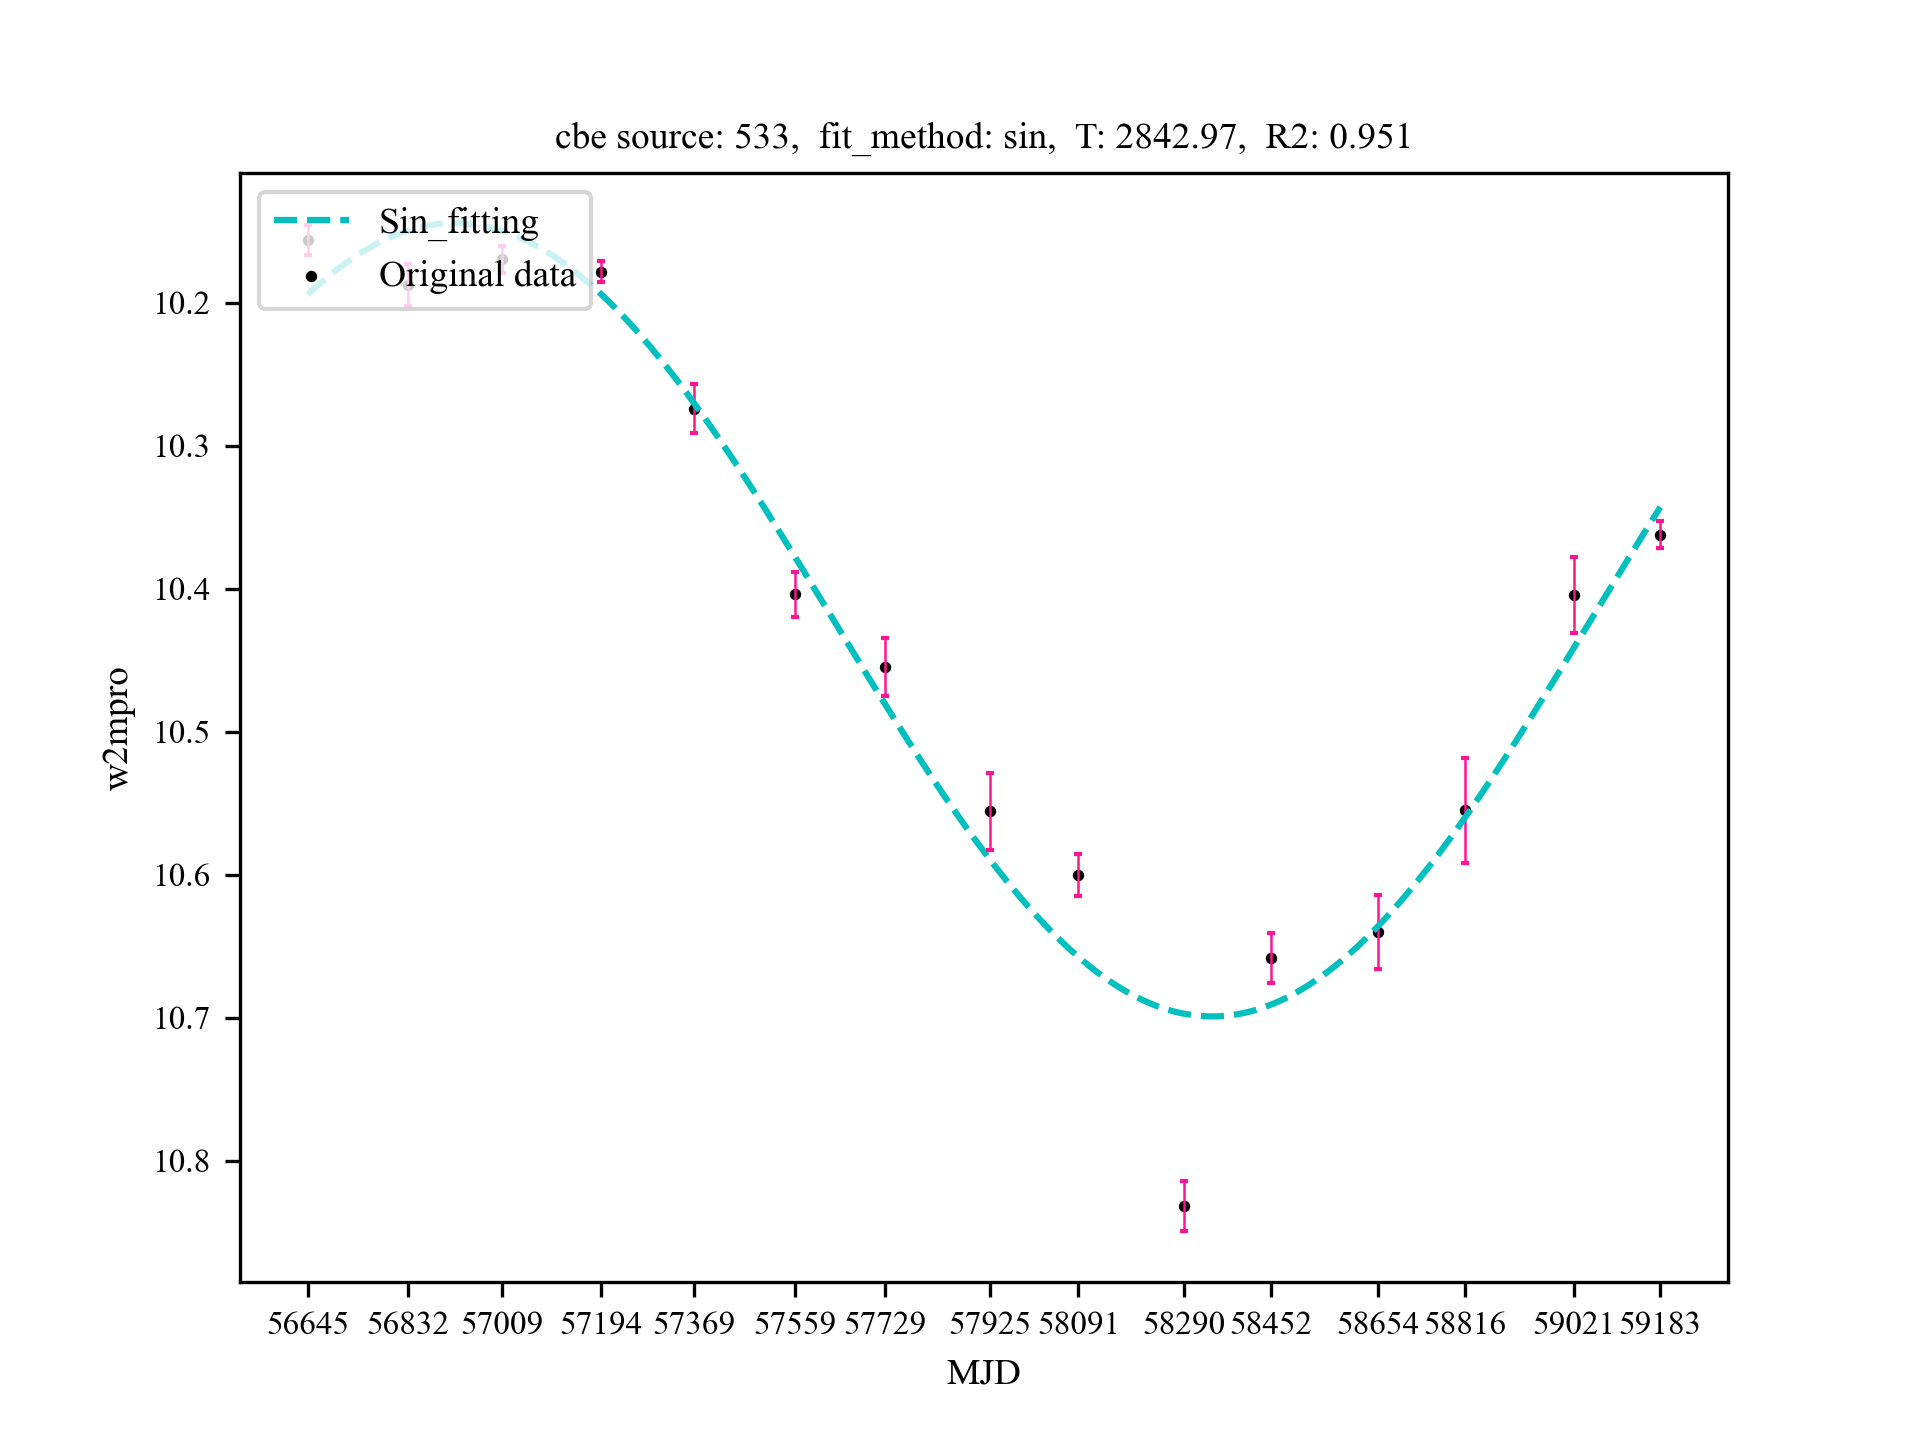 cbe source: 533,  fit_method: sin,  T: 2842.97,  R2: 0.951
Sin_fitting
Original data
10.2
10.3
10.4
10.5
10.6
10.7
10.8
w2mpro
56645 56832 57009 57194 57369 57559 57729 57925 58091 58290 58452 58654 58816 59021 59183
MJD